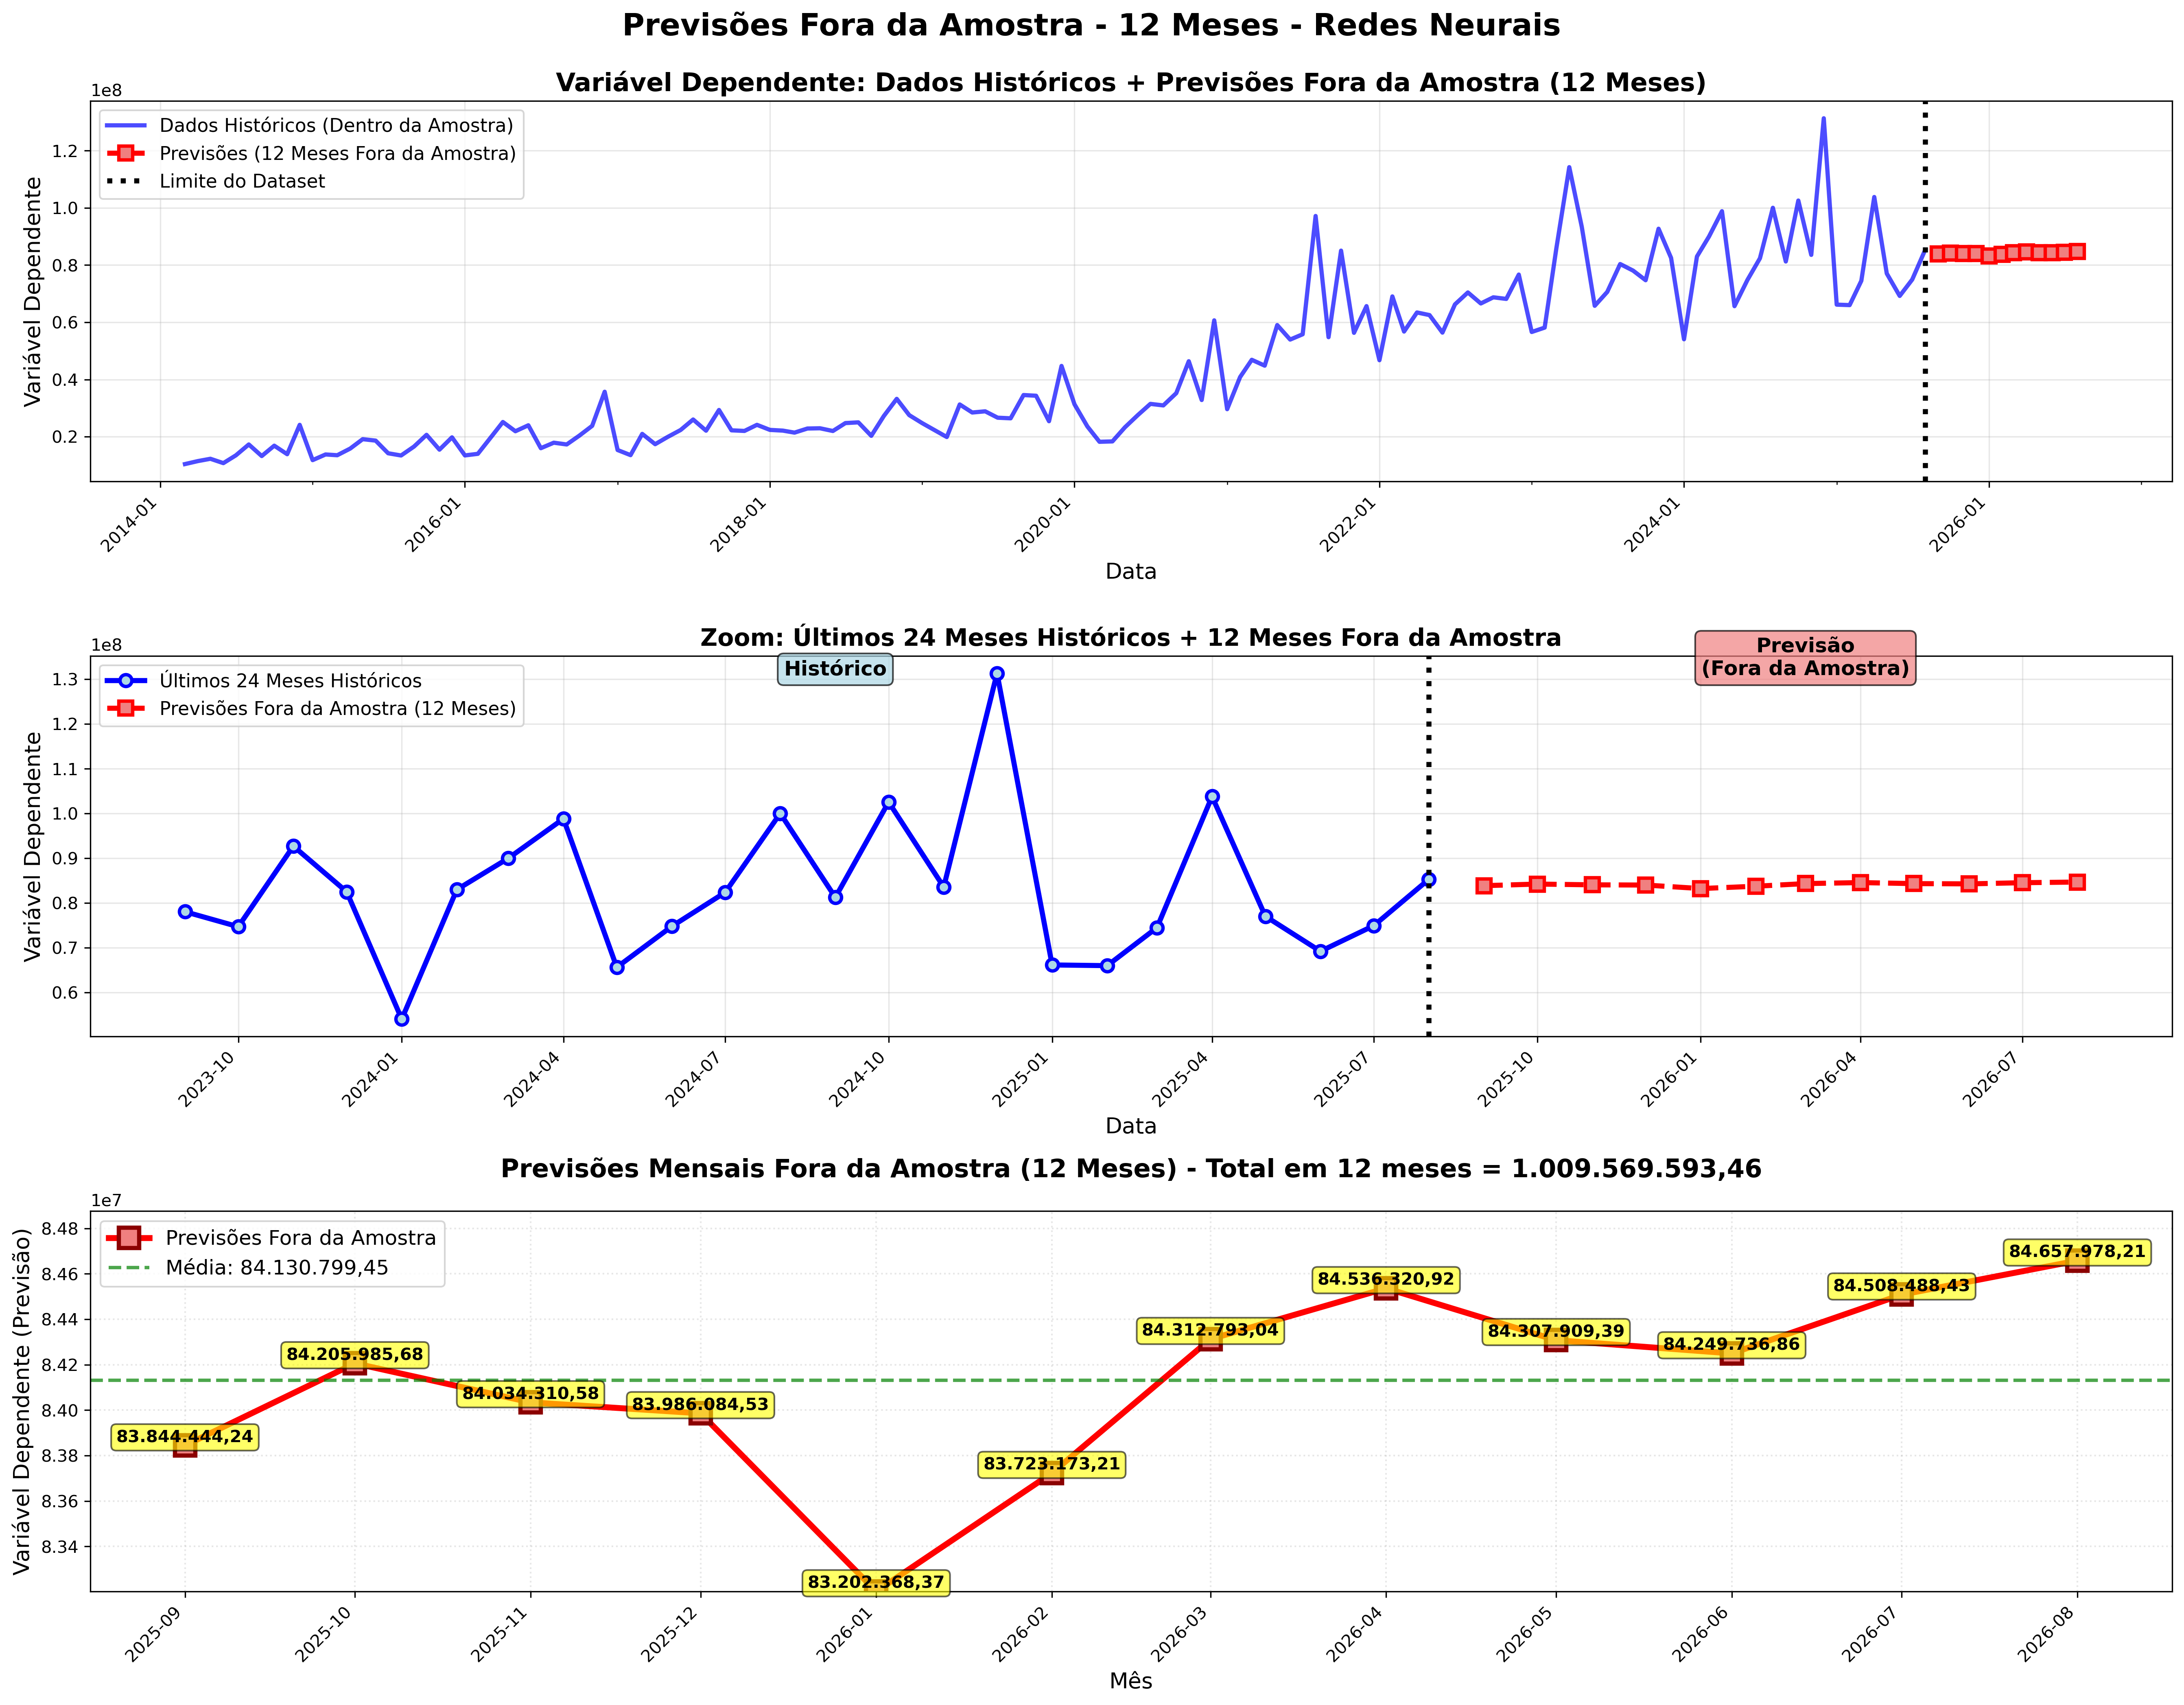 Previsões Fora da Amostra - 12 Meses - Redes Neurais
Variável Dependente: Dados Históricos + Previsões Fora da Amostra (12 Meses)
1e8
Dados Históricos (Dentro da Amostra)
Previsões (12 Meses Fora da Amostra)
Limite do Dataset
Variável Dependente
1.2
1.0
0.8
0.6
0.4
0.2
2014-01
2016-01
2018-01
2020-01
2022-01
2024-01
2026-01
Data
Zoom: Últimos 24 Meses Históricos + 12 Meses Fora da Amostra
1e8
Últimos 24 Meses Históricos
Previsões Fora da Amostra (12 Meses)
Histórico
Previsão
(Fora da Amostra)
Variável Dependente
1.3
1.2
1.1
1.0
0.9
0.8
0.7
0.6
2023-10
2024-01
2024-04
2024-07
2024-10
2025-01
2025-04
2025-07
2025-10
2026-01
2026-04
2026-07
Data
Previsões Mensais Fora da Amostra (12 Meses) - Total em 12 meses = 1.009.569.593,46
1e7
Previsões Fora da Amostra
Média: 84.130.799,45
Variável Dependente (Previsão)
8.48
8.46
8.44
8.42
8.40
8.38
8.36
8.34
83.844.444,24
84.205.985,68
84.034.310,58
83.986.084,53
83.202.368,37
83.723.173,21
84.312.793,04
84.536.320,92
84.307.909,39
84.249.736,86
84.508.488,43
84.657.978,21
2025-09
2025-10
2025-11
2025-12
2026-01
2026-02
2026-03
2026-04
2026-05
2026-06
2026-07
2026-08
Mês